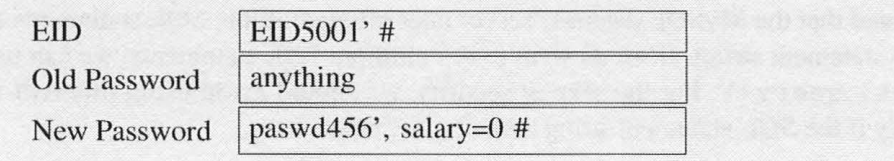 EID EID5001' #
Old Password anything
New Password paswd456', salary=0 #